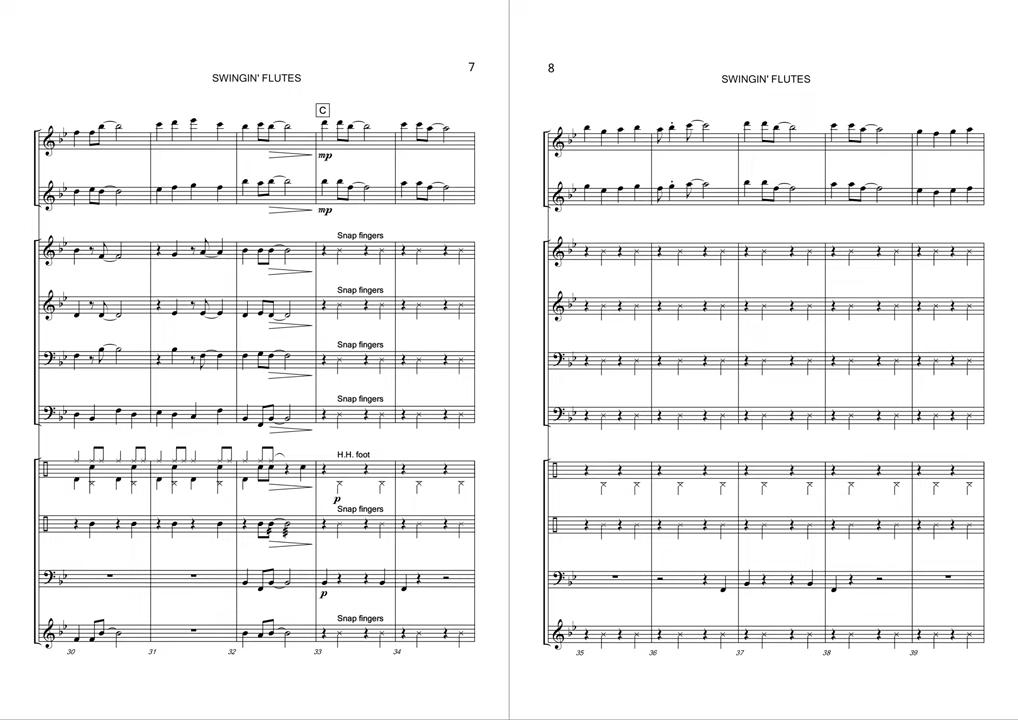 7
SWINGIN' FLUTES
C
mp
mp
Snap fingers
Snap fingers
Snap fingers
Snap fingers
H.H. foot
p
Snap fingers
p
Snap fingers
30 31 32 33 34
8
SWINGIN' FLUTES
35 36 37 38 39